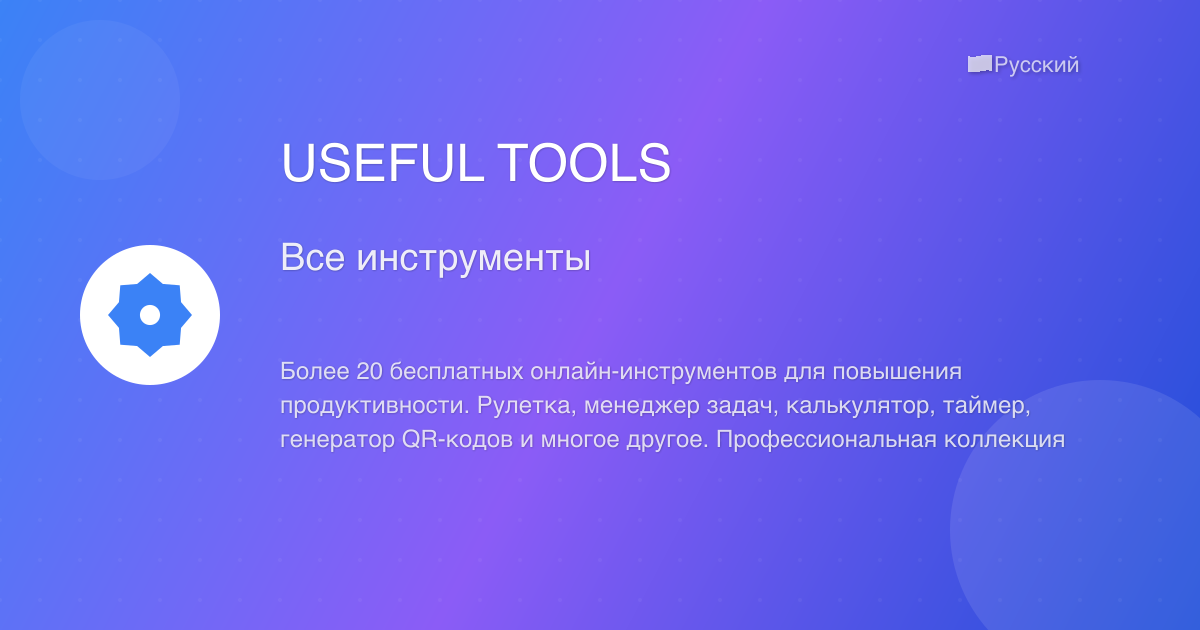 Русский
USEFUL TOOLS
Все инструменты
Более 20 бесплатных онлайн-инструментов для повышения
продуктивности. Рулетка, менеджер задач, калькулятор, таймер,
генератор QR-кодов и многое другое. Профессиональная коллекция